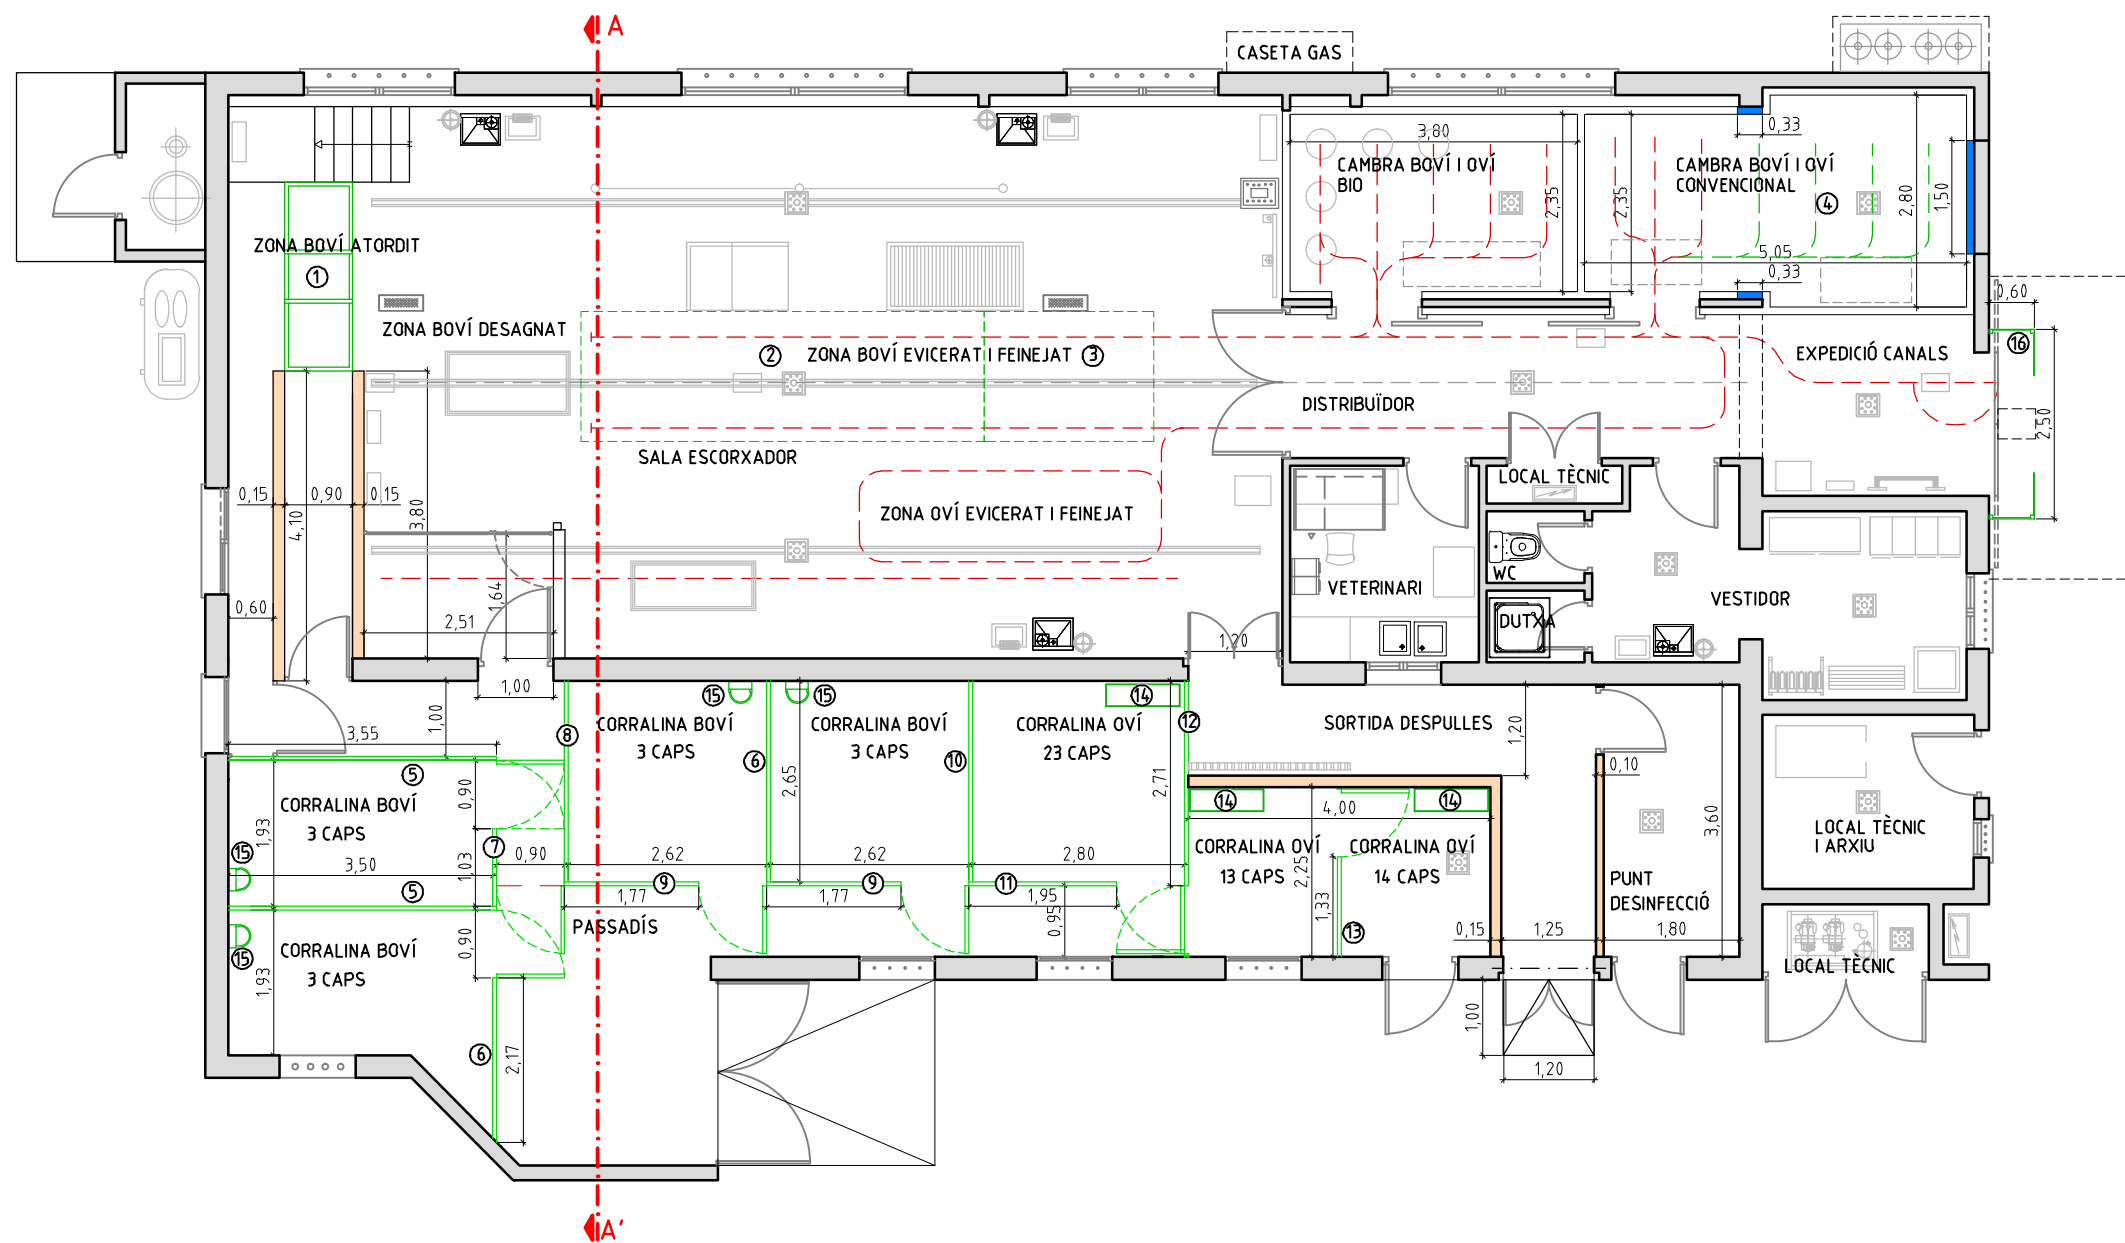 A
CASETA GAS
0,33
3,80
CAMBRA BOVÍ I OVÍ
BIO
2,35
2,35
CAMBRA BOVÍ I OVÍ
CONVENCIONAL
4
2,80
1,50
5,05
0,33
ZONA BOVÍ ATORDIT
1
0,60
ZONA BOVÍ DESAGNAT
2
ZONA BOVÍ EVICERAT I FEINEJAT
3
EXPEDICIÓ CANALS
16
2,50
DISTRIBUÏDOR
SALA ESCORXADOR
LOCAL TÈCNIC
0,15
0,90
0,15
4,10
3,80
ZONA OVÍ EVICERAT I FEINEJAT
WC
VETERINARI
VESTIDOR
DUTXA
0,60
1,64
2,51
1,20
1,00
1,00
15
15
14
12
CORRALINA BOVÍ
3 CAPS
CORRALINA BOVÍ
3 CAPS
CORRALINA OVÍ
23 CAPS
SORTIDA DESPULLES
1,20
3,55
8
6
10
2,65
2,71
0,10
5
CORRALINA BOVÍ
3 CAPS
1,93
0,90
14
4,00
14
3,60
LOCAL TÈCNIC
I ARXIU
15
7
1,03
3,50
0,90
2,62
2,62
2,80
CORRALINA OVÍ
13 CAPS
2,25
CORRALINA OVÍ
14 CAPS
5
9
9
11
1,77
1,77
1,95
0,95
1,33
13
PUNT
DESINFECCIÓ
PASSADÍS
0,15
1,25
1,80
CORRALINA BOVÍ
3 CAPS
15
1,93
0,90
LOCAL TÈCNIC
1,00
6
2,17
1,20
A'